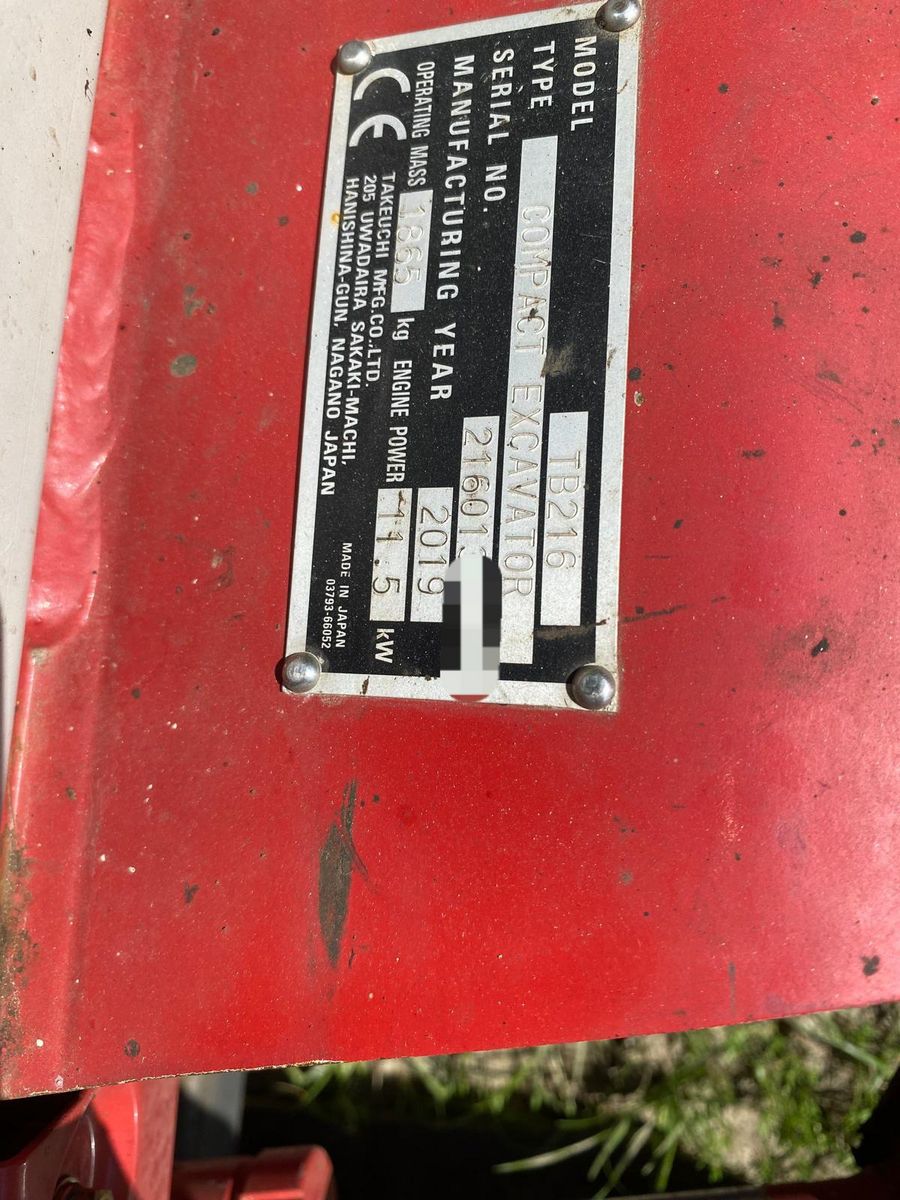 MODEL TB216
TYPE COMPACT EXCAVATOR
SERIAL NO. 21601
MANUFACTURING YEAR 2019
OPERATING MASS 1865 kg ENGINE POWER 11.5 kW
CE TAKEUCHI MFG.CO.,LTD.
205 UWADAIRA SAKAKI-MACHI,
HANISHINA-GUN, NAGANO JAPAN
MADE IN JAPAN
03793-66052